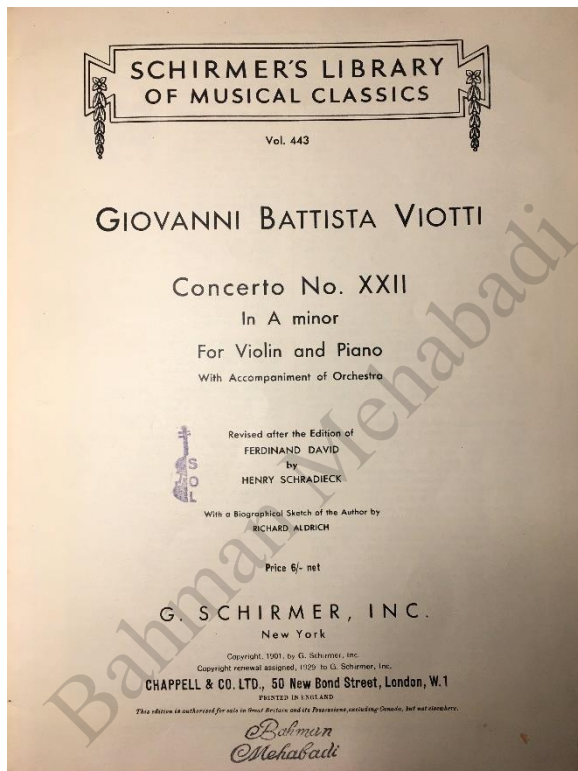 SCHIRMER'S LIBRARY
OF MUSICAL CLASSICS
Vol. 443
GIOVANNI BATTISTA VIOTTI
Concerto No. XXII
In A minor
For Violin and Piano
With Accompaniment of Orchestra
Revised after the Edition of
FERDINAND DAVID
by
HENRY SCHRADIECK
SOL
With a Biographical Sketch of the Author by
RICHARD ALDRICH
Price 6/- net
G. SCHIRMER, INC.
New York
Copyright, 1901, by G. Schirmer, Inc.
Copyright renewal assigned, 1929 to G. Schirmer, Inc.
CHAPPELL & CO. LTD., 50 New Bond Street, London, W.1
PRINTED IN ENGLAND
This edition is authorized for sale in Great Britain and its Possessions, excluding Canada, but not elsewhere.
Bahman
Mehabadi
Bahman Mehabadi